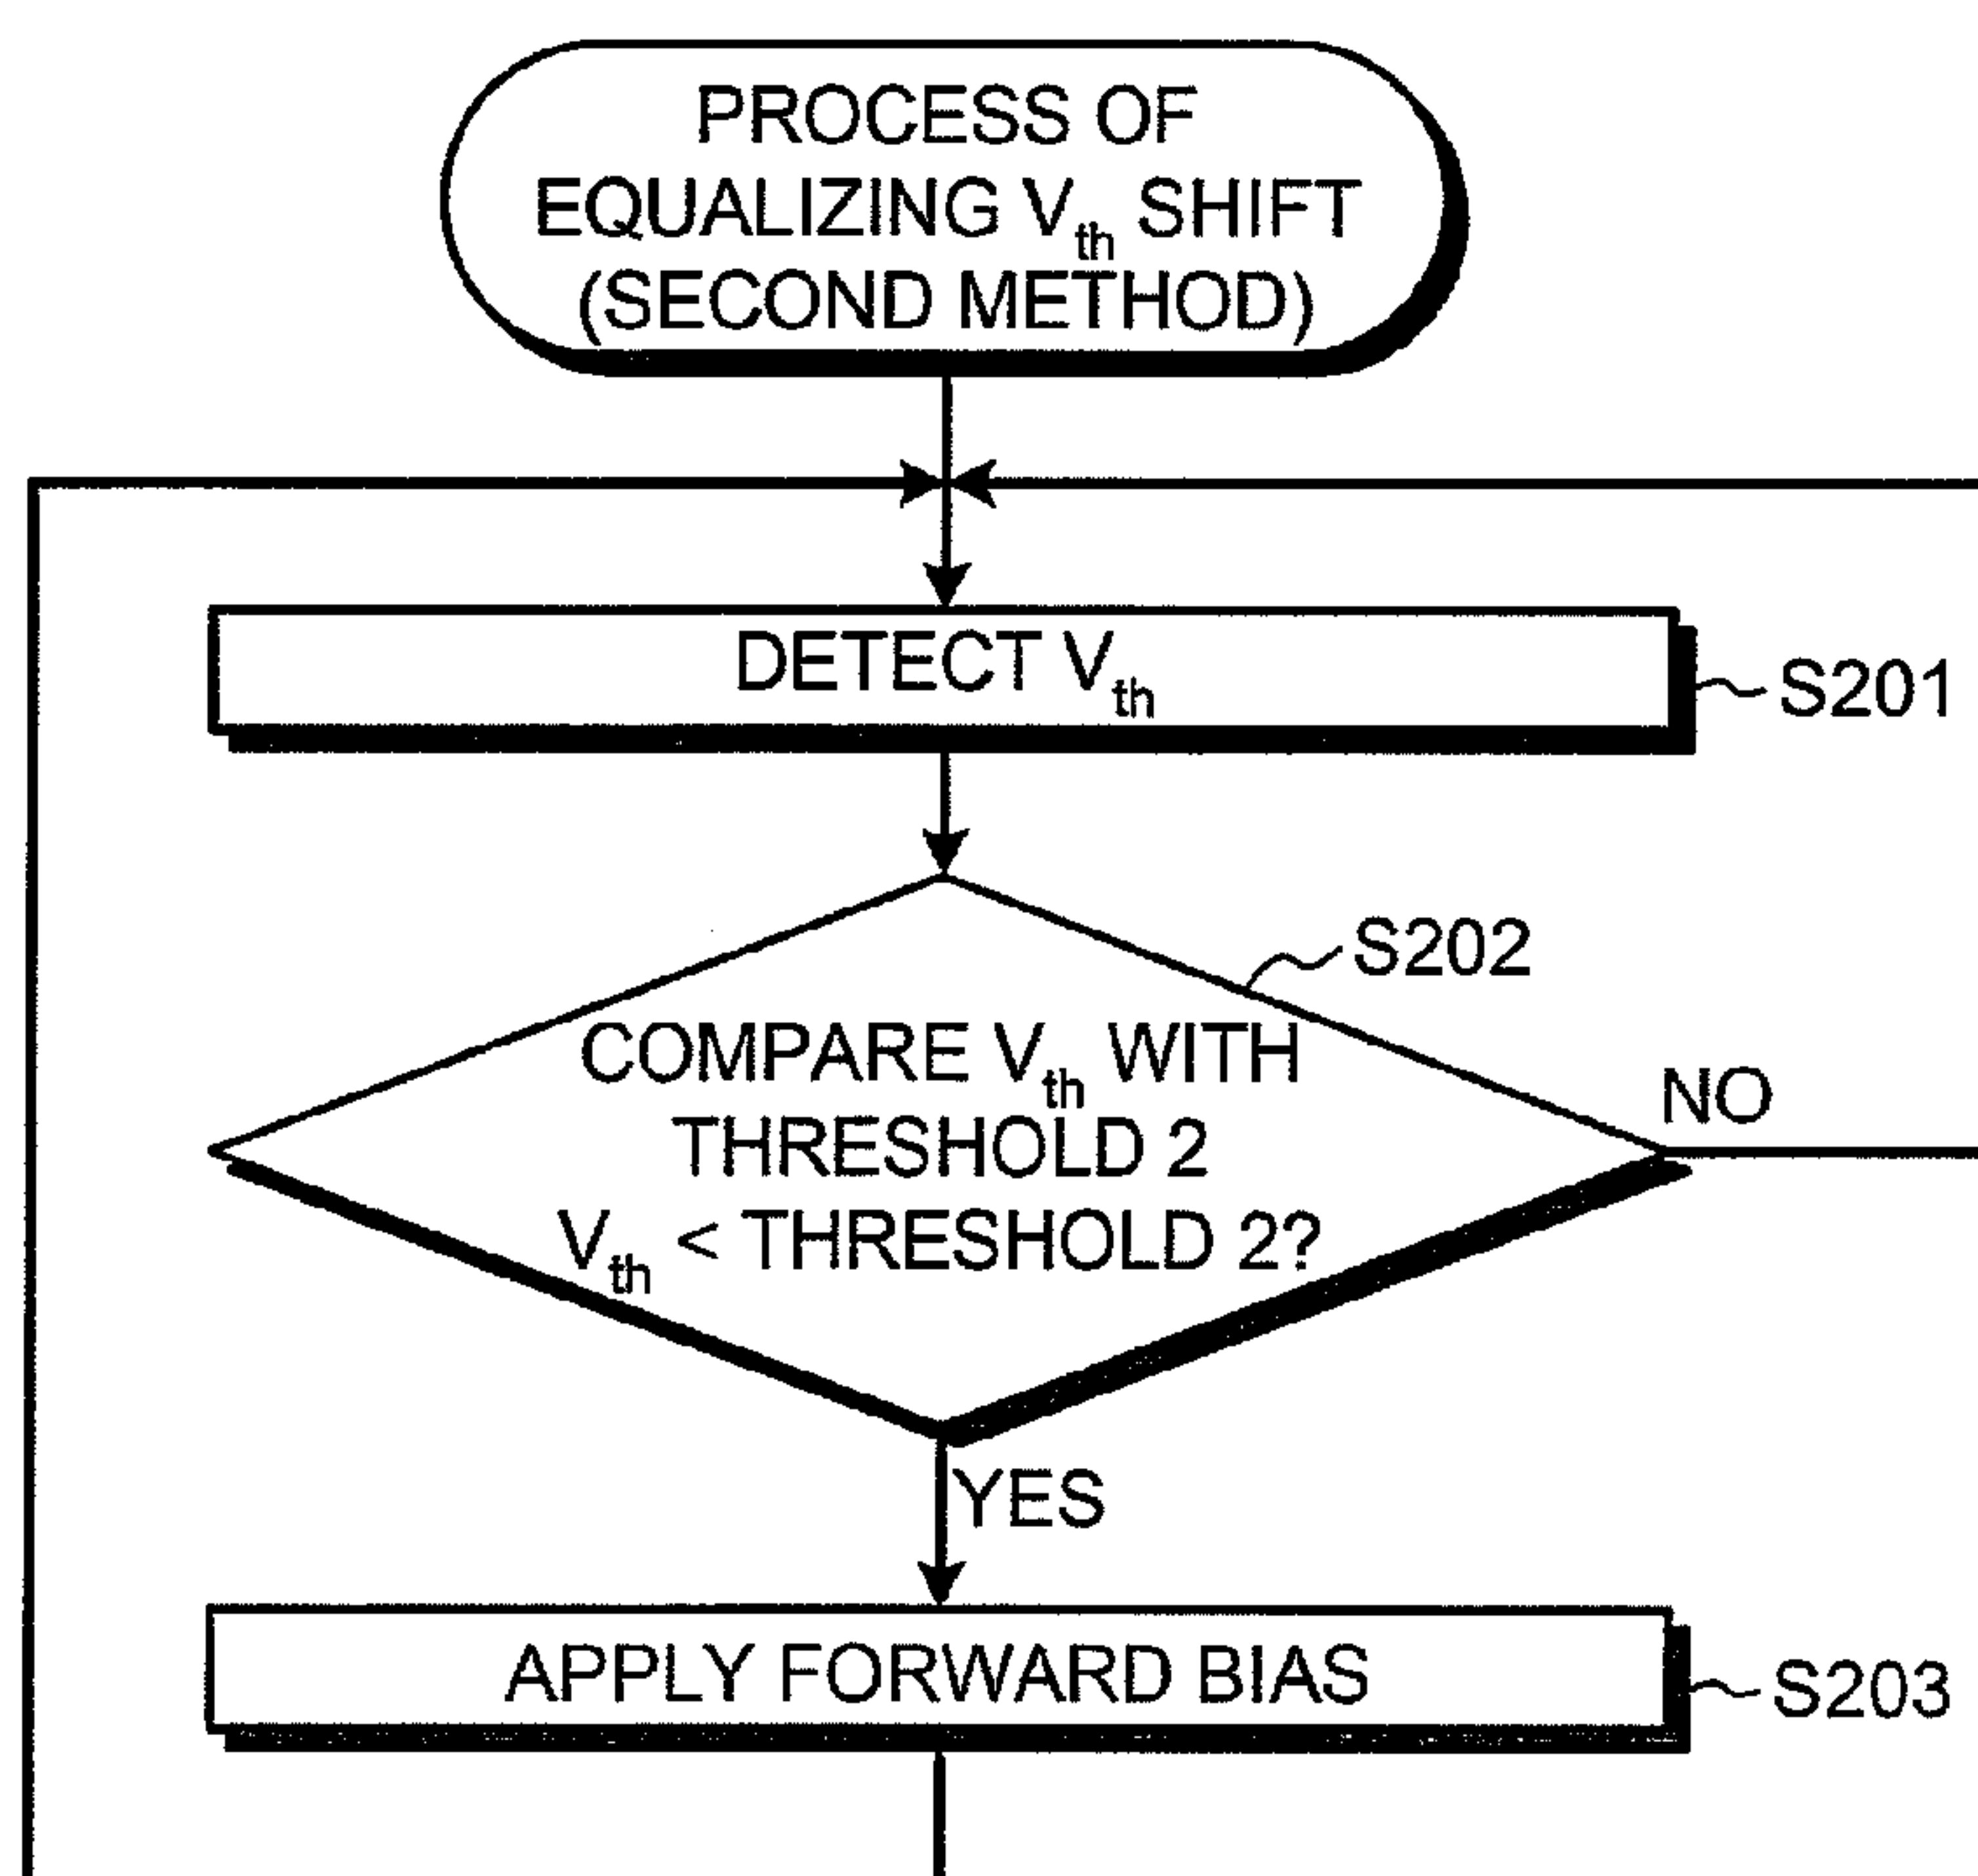 PROCESS OF
EQUALIZING Vth SHIFT
(SECOND METHOD)
DETECT Vth
S201
S202
COMPARE Vth WITH
THRESHOLD 2
Vth < THRESHOLD 2?
NO
YES
APPLY FORWARD BIAS
S203